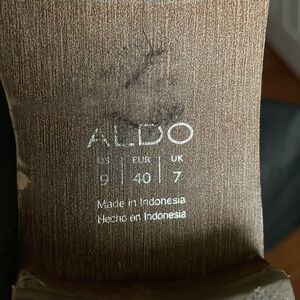 ALDO
US EUR UK
9 40 7
Made in Indonesia
Hecho en Indonesia